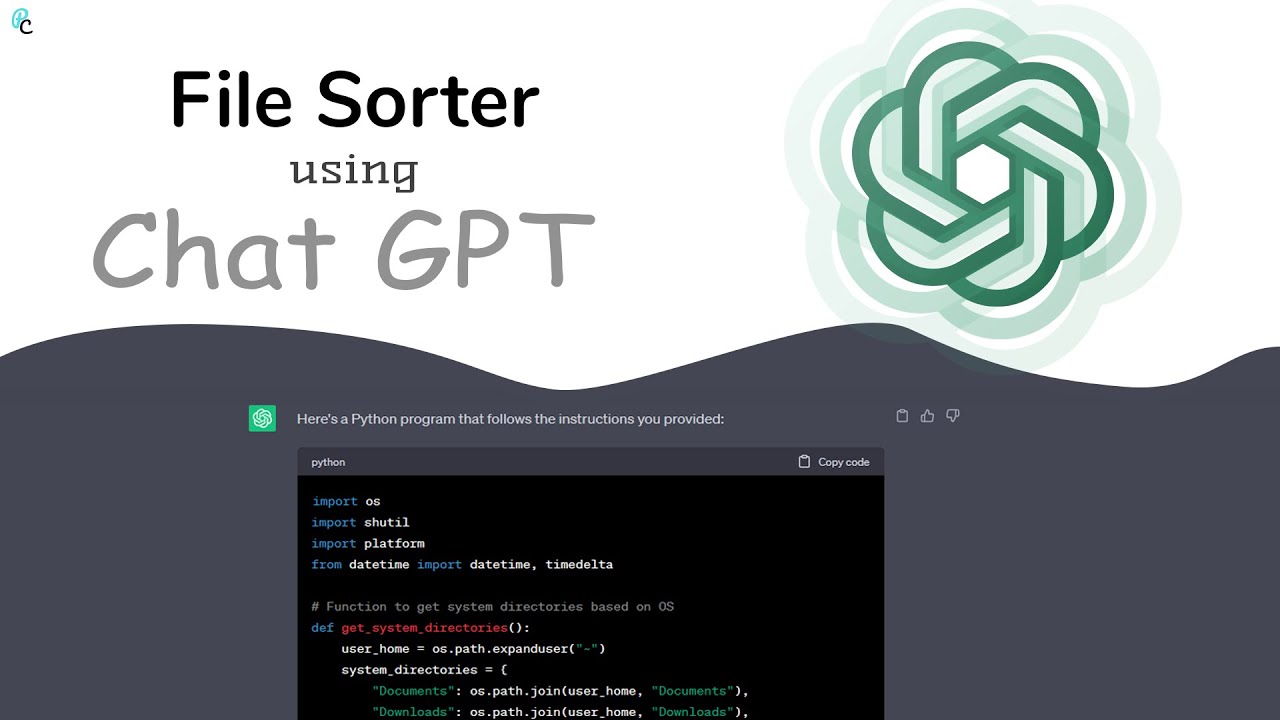 PC
File Sorter
using
Chat GPT
Here's a Python program that follows the instructions you provided:
python Copy code
import os
import shutil
import platform
from datetime import datetime, timedelta
# Function to get system directories based on OS
def get_system_directories():
user_home = os.path.expanduser("~")
system_directories = {
"Documents": os.path.join(user_home, "Documents"),
"Downloads": os.path.join(user_home, "Downloads"),